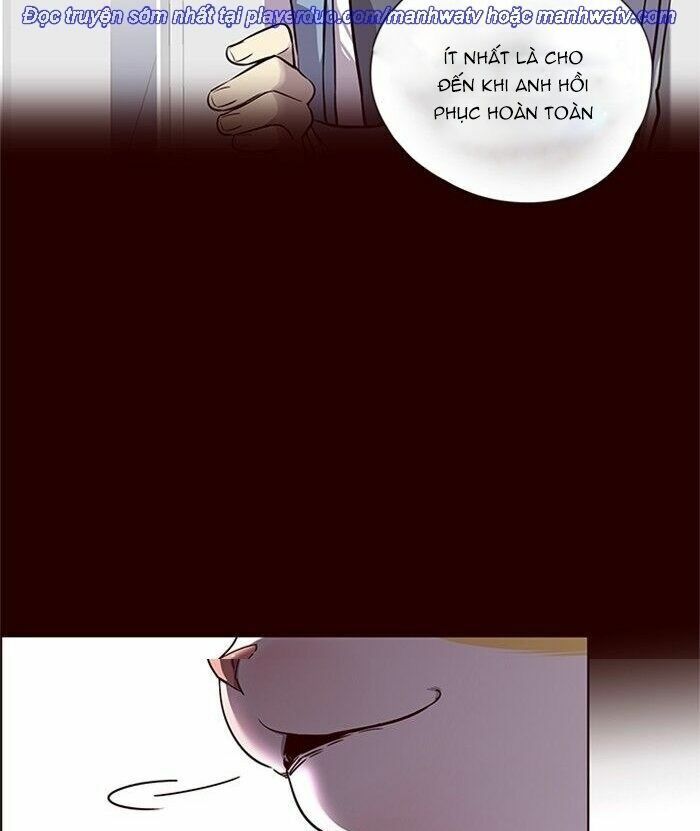 Đọc truyện sớm nhất tại playerduo.com/manhwatv hoặc manhwatv.com
ÍT NHẤT LÀ CHO
ĐẾN KHI ANH HỒI
PHỤC HOÀN TOÀN